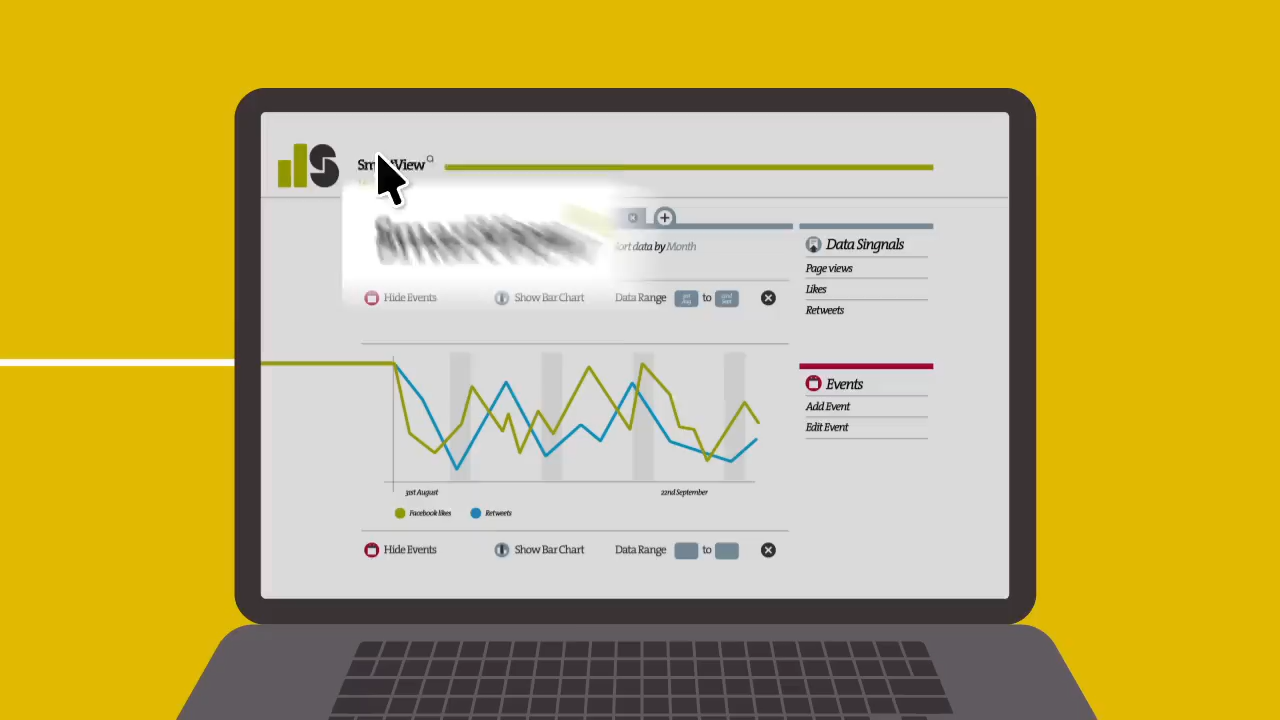 SmartView
Sort data by Month
Hide Events Show Bar Chart Data Range to
31st August 22nd September
Facebook likes Retweets
Hide Events Show Bar Chart Data Range to
Data Singnals
Page views
Likes
Retweets
Events
Add Event
Edit Event